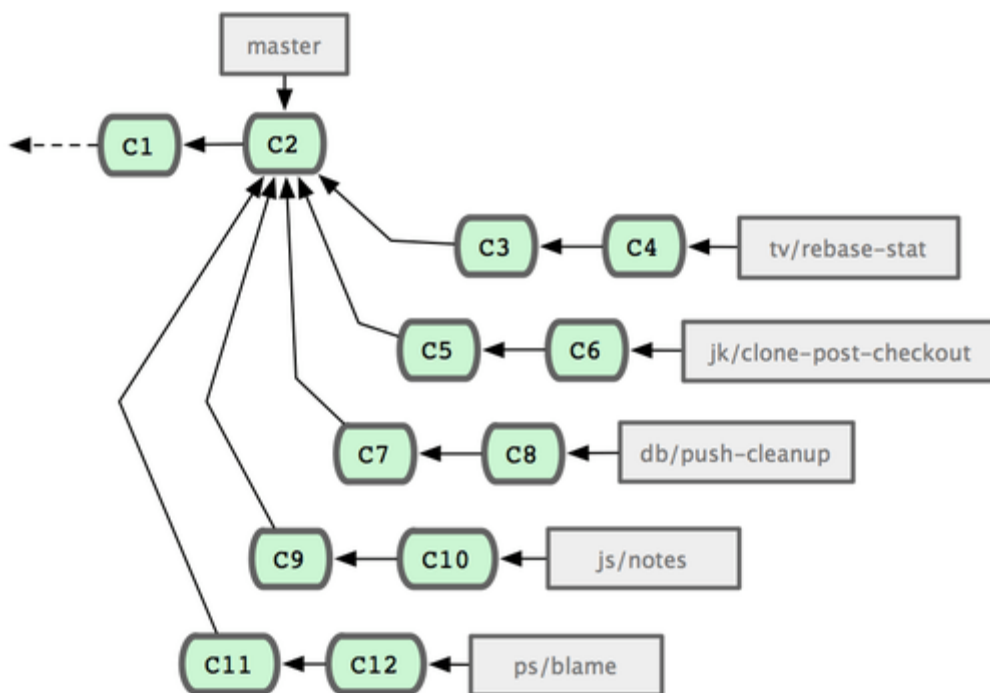 master
C1
C2
C3
C4
tv/rebase-stat
C5
C6
jk/clone-post-checkout
C7
C8
db/push-cleanup
C9
C10
js/notes
C11
C12
ps/blame